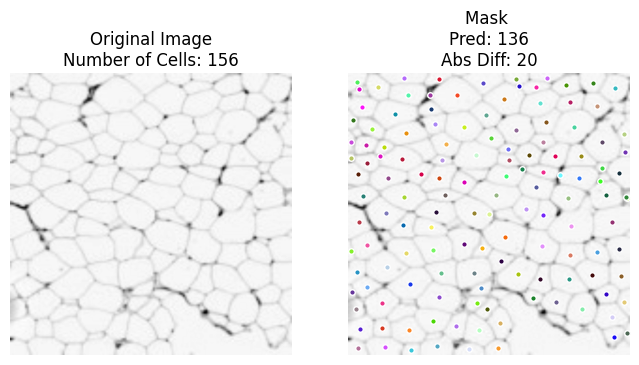 Original Image
Number of Cells: 156
Mask
Pred: 136
Abs Diff: 20